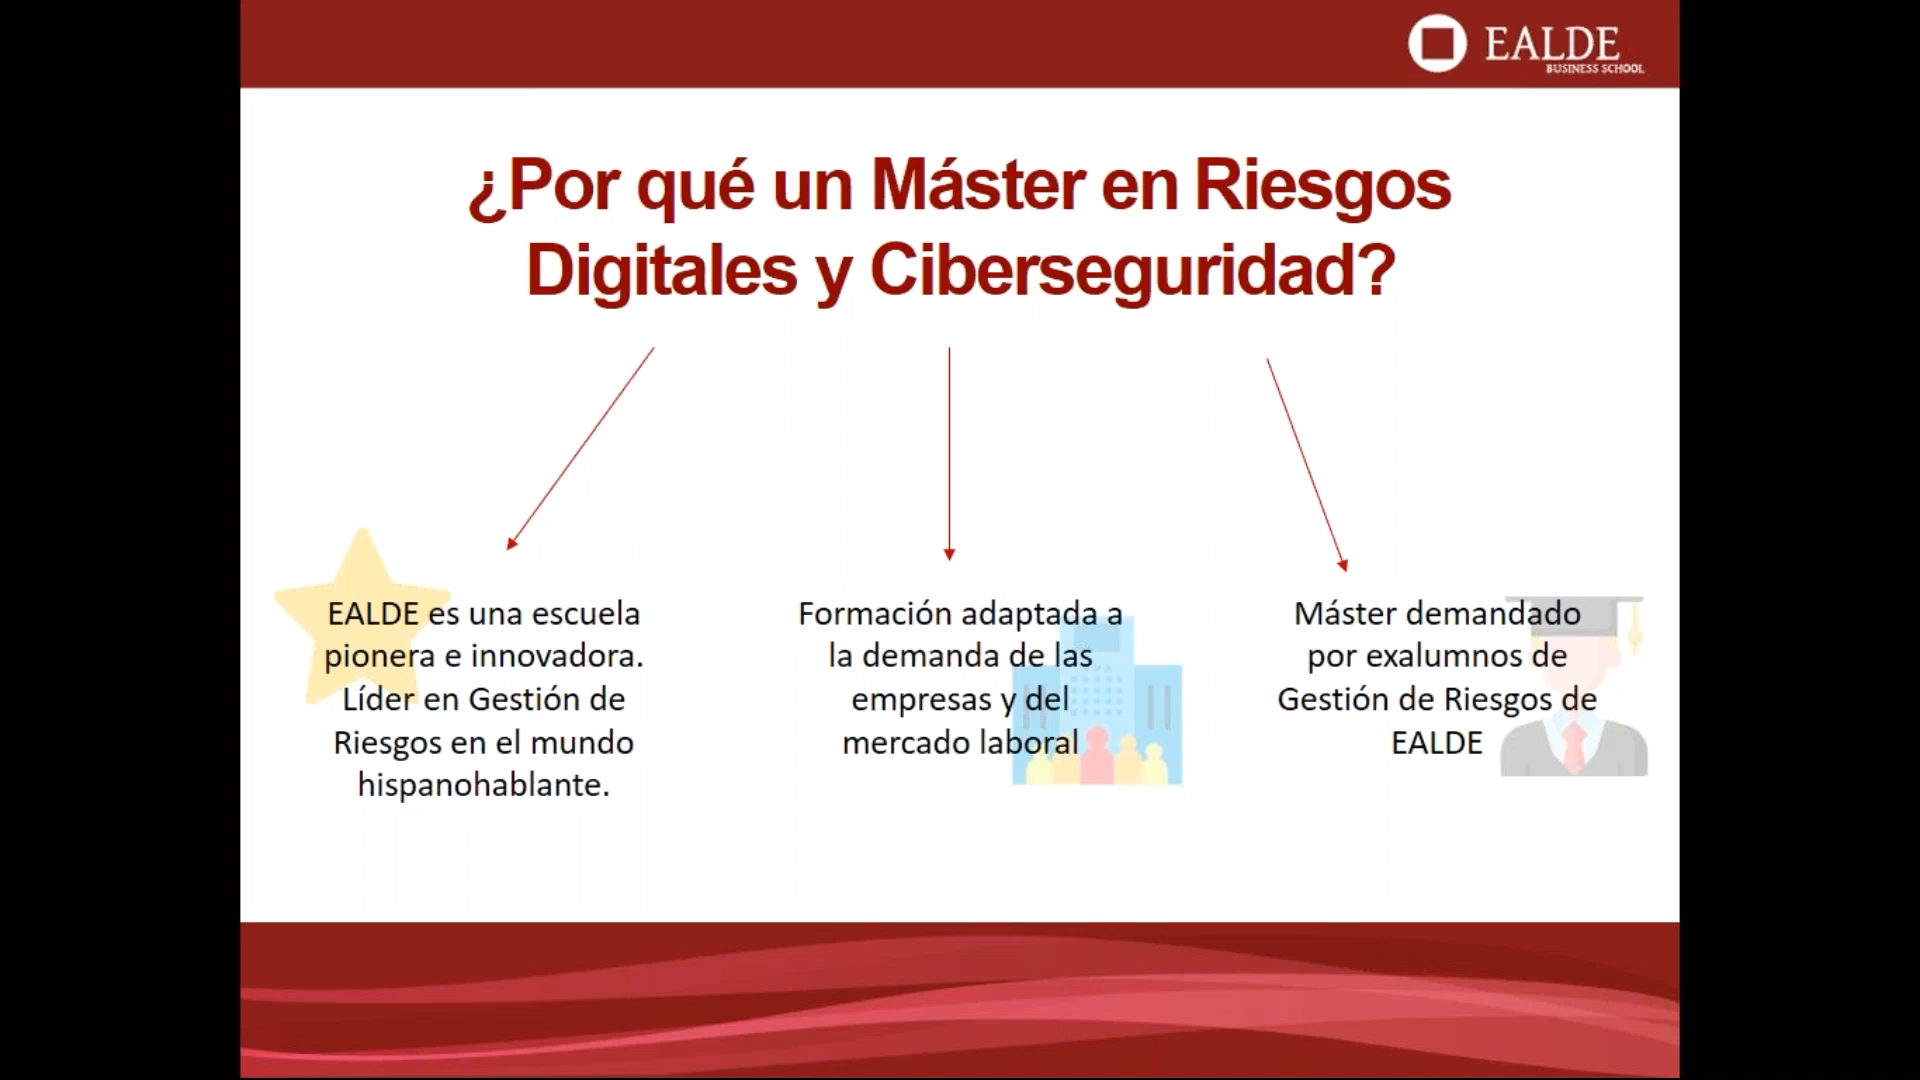 EALDE
BUSINESS SCHOOL
¿Por qué un Máster en Riesgos
Digitales y Ciberseguridad?
EALDE es una escuela
pionera e innovadora.
Líder en Gestión de
Riesgos en el mundo
hispanohablante.
Formación adaptada a
la demanda de las
empresas y del
mercado laboral
Máster demandado
por exalumnos de
Gestión de Riesgos de
EALDE